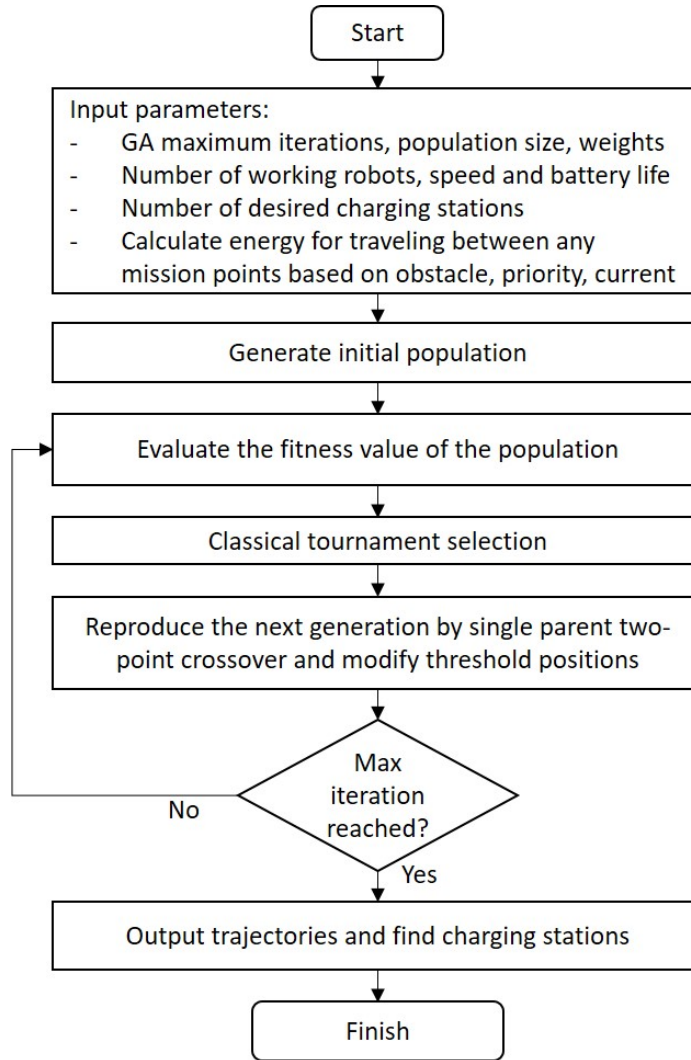 Start
Input parameters:
- GA maximum iterations, population size, weights
- Number of working robots, speed and battery life
- Number of desired charging stations
- Calculate energy for traveling between any
mission points based on obstacle, priority, current
Generate initial population
Evaluate the fitness value of the population
Classical tournament selection
Reproduce the next generation by single parent two-
point crossover and modify threshold positions
Max
iteration
reached?
No
Yes
Output trajectories and find charging stations
Finish